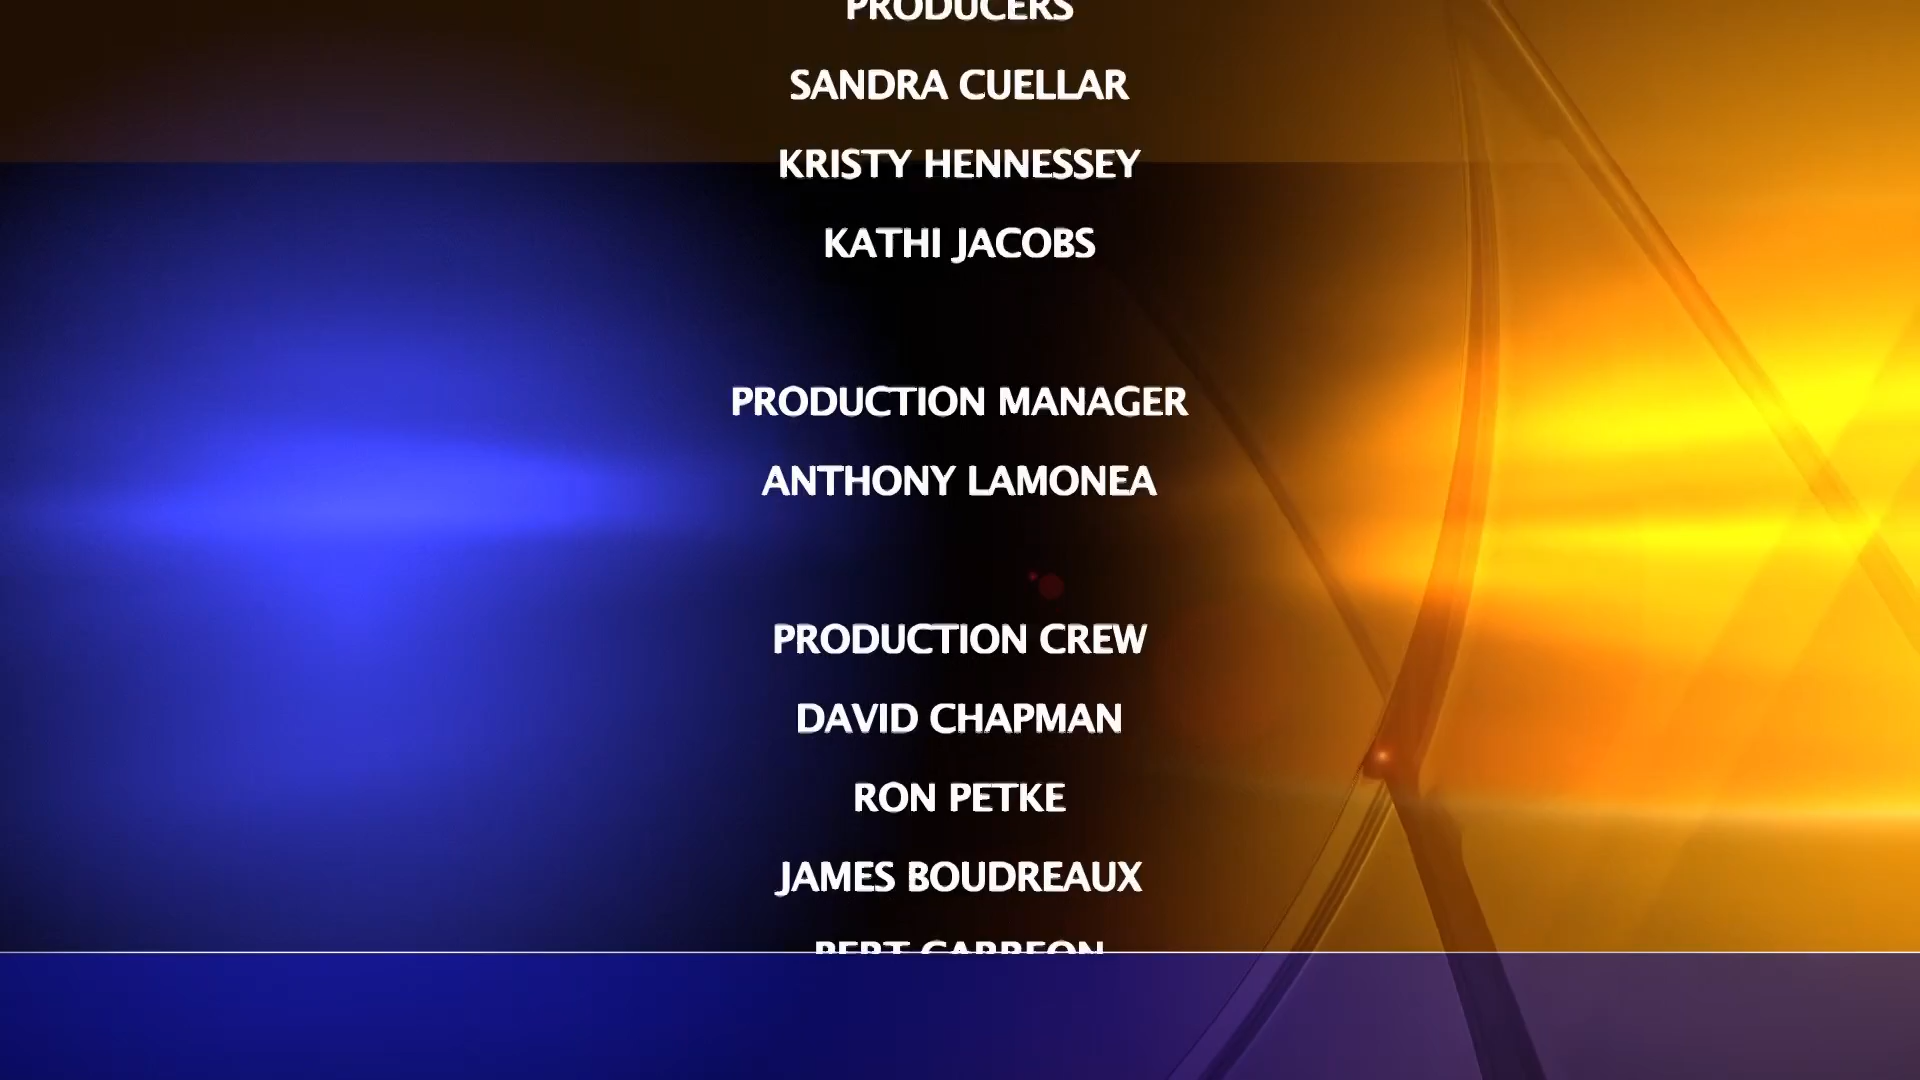 PRODUCERS
SANDRA CUELLAR
KRISTY HENNESSEY
KATHI JACOBS
PRODUCTION MANAGER
ANTHONY LAMONEA
PRODUCTION CREW
DAVID CHAPMAN
RON PETKE
JAMES BOUDREAUX